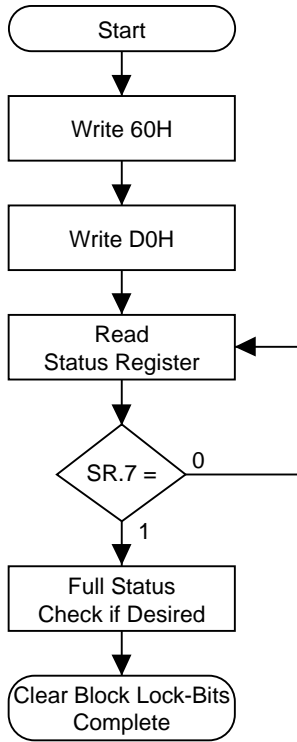 Start
Write 60H
Write D0H
Read
Status Register
SR.7 =
0
1
Full Status
Check if Desired
Clear Block Lock-Bits
Complete